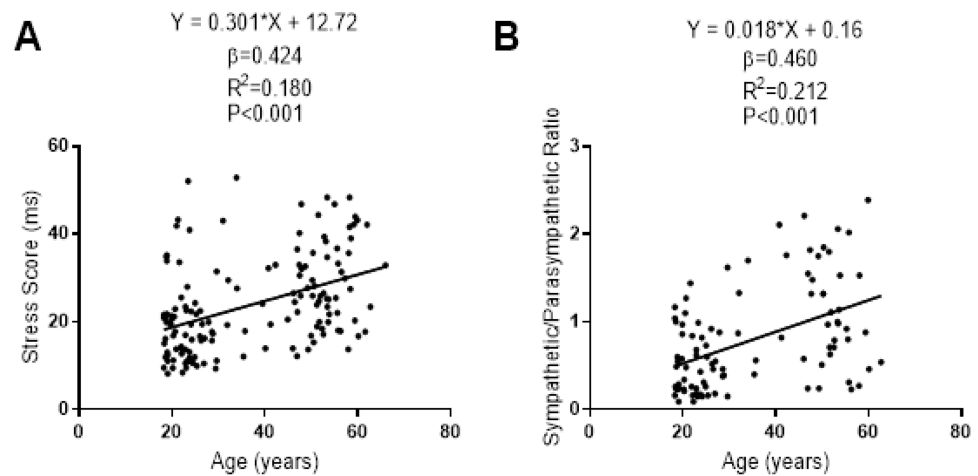 A
Y = 0.301*X + 12.72
β=0.424
R²=0.180
P<0.001
Stress Score (ms)
60
40
20
0
0 20 40 60 80
Age (years)
B
Y = 0.018*X + 0.16
β=0.460
R²=0.212
P<0.001
Sympathetic/Parasympathetic Ratio
3
2
1
0
0 20 40 60 80
Age (years)